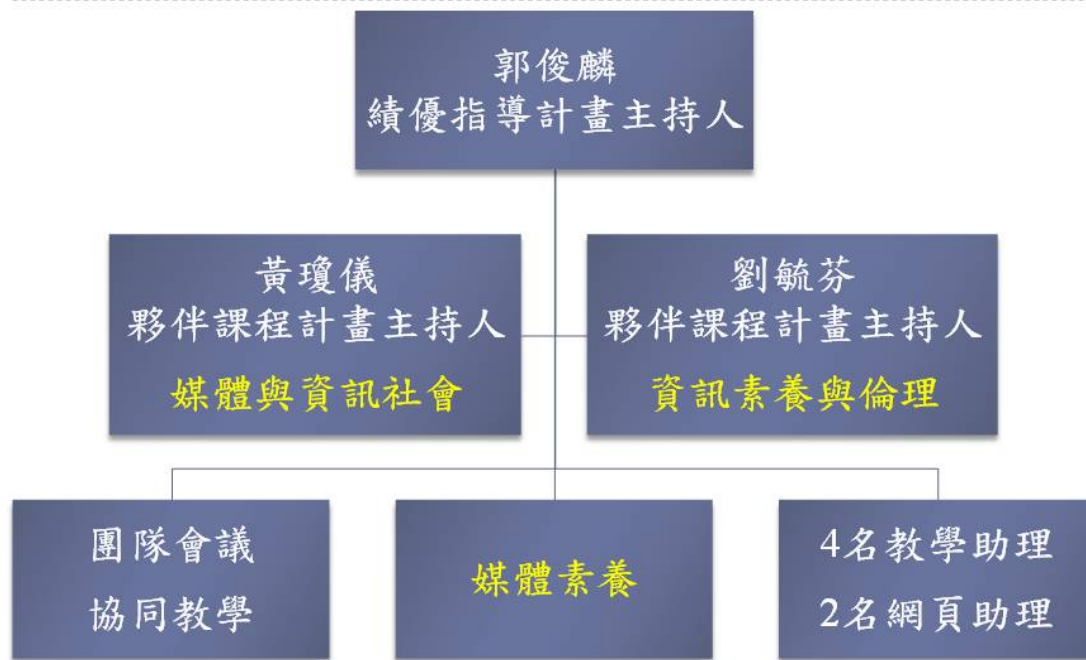 郭俊麟
績優指導計畫主持人
黃瓊儀
夥伴課程計畫主持人
媒體與資訊社會
劉毓芬
夥伴課程計畫主持人
資訊素養與倫理
團隊會議
協同教學
媒體素養
4名教學助理
2名網頁助理